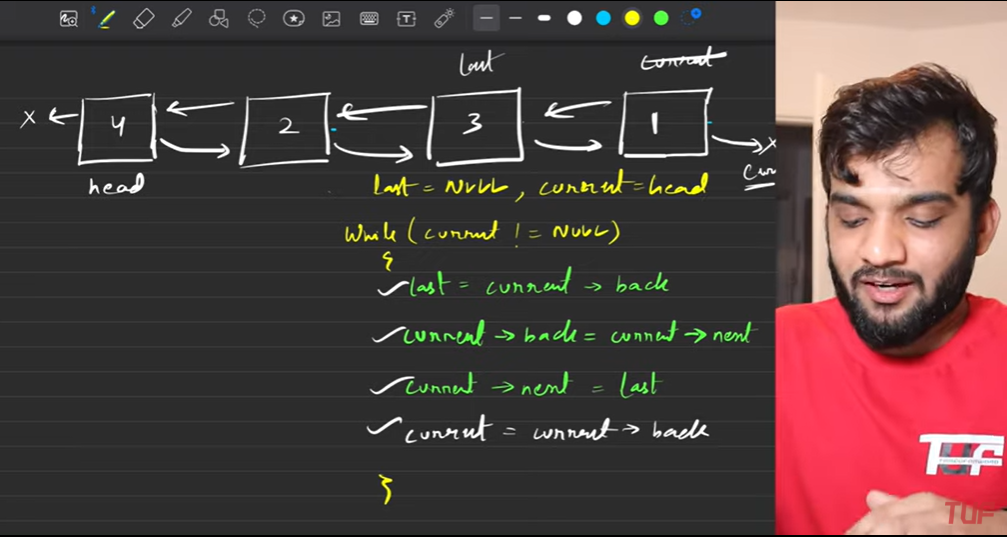 last ~~current~~
X 4 2 3 1 X
head
Curr
last = NULL, current = head
While (current != NULL)
{
last = current → back
current → back = current → next
current → next = last
current = current → back
}
TUF
TUF